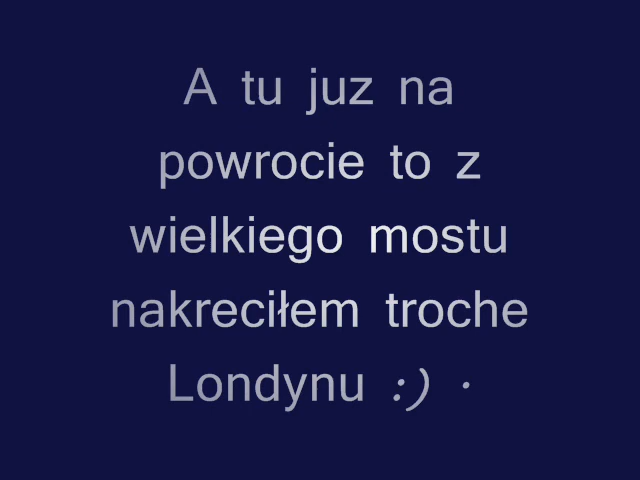 A tu juz na
powrocie to z
wielkiego mostu
nakreciłem troche
Londynu :) .